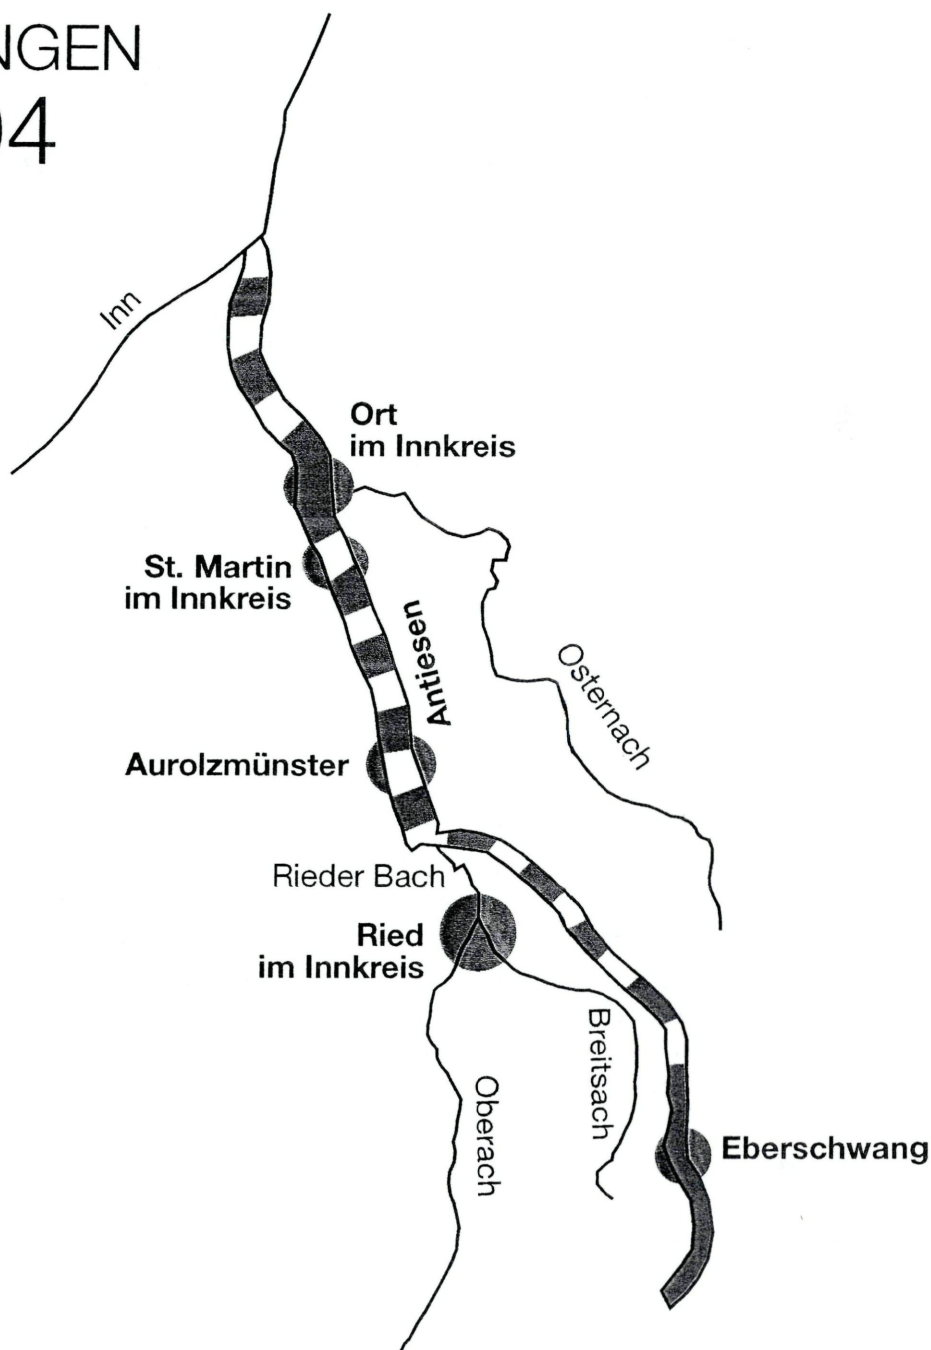 NGEN
04
Inn
Ort
im Innkreis
St. Martin
im Innkreis
Antiesen
Osternach
Aurolzmünster
Rieder Bach
Ried
im Innkreis
Breitsach
Oberach
Eberschwang